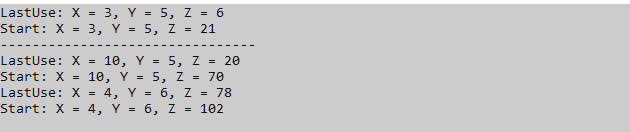 LastUse: X = 3, Y = 5, Z = 6
Start: X = 3, Y = 5, Z = 21
--------------------------------
LastUse: X = 10, Y = 5, Z = 20
Start: X = 10, Y = 5, Z = 70
LastUse: X = 4, Y = 6, Z = 78
Start: X = 4, Y = 6, Z = 102